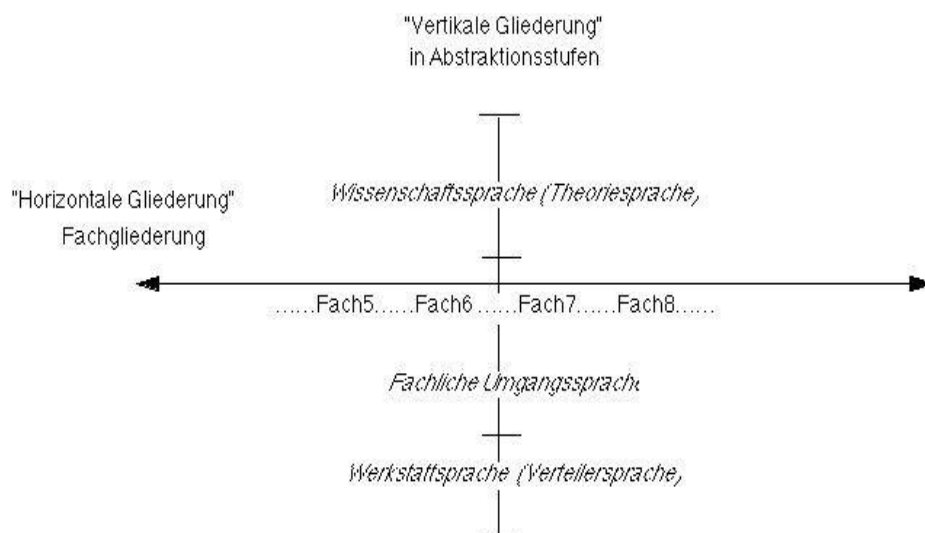 "Vertikale Gliederung"
in Abstraktionsstufen
"Horizontale Gliederung"
Fachgliederung
Wissenschaftssprache (Theoriesprache)
......Fach5......Fach6 ......Fach7......Fach8......
Fachliche Umgangssprache
Werkstattsprache (Verteilersprache)